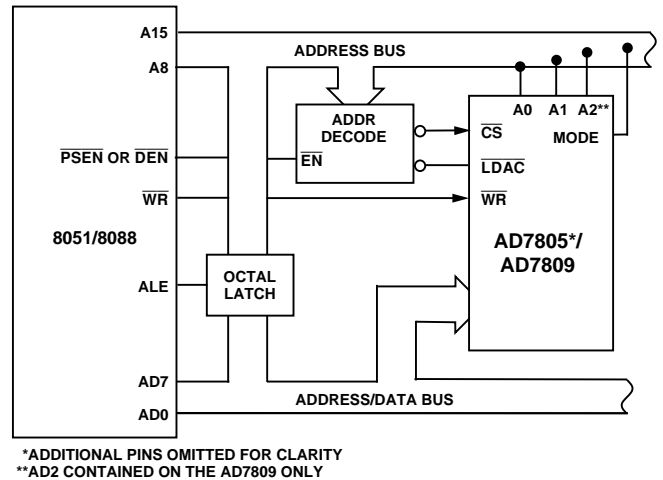 A15
ADDRESS BUS
A8
A0 A1 A2**
ADDR
DECODE
CS
MODE
PSEN OR DEN
EN
LDAC
WR
WR
8051/8088
AD7805*/
AD7809
ALE
OCTAL
LATCH
AD7
ADDRESS/DATA BUS
AD0
*ADDITIONAL PINS OMITTED FOR CLARITY
**AD2 CONTAINED ON THE AD7809 ONLY